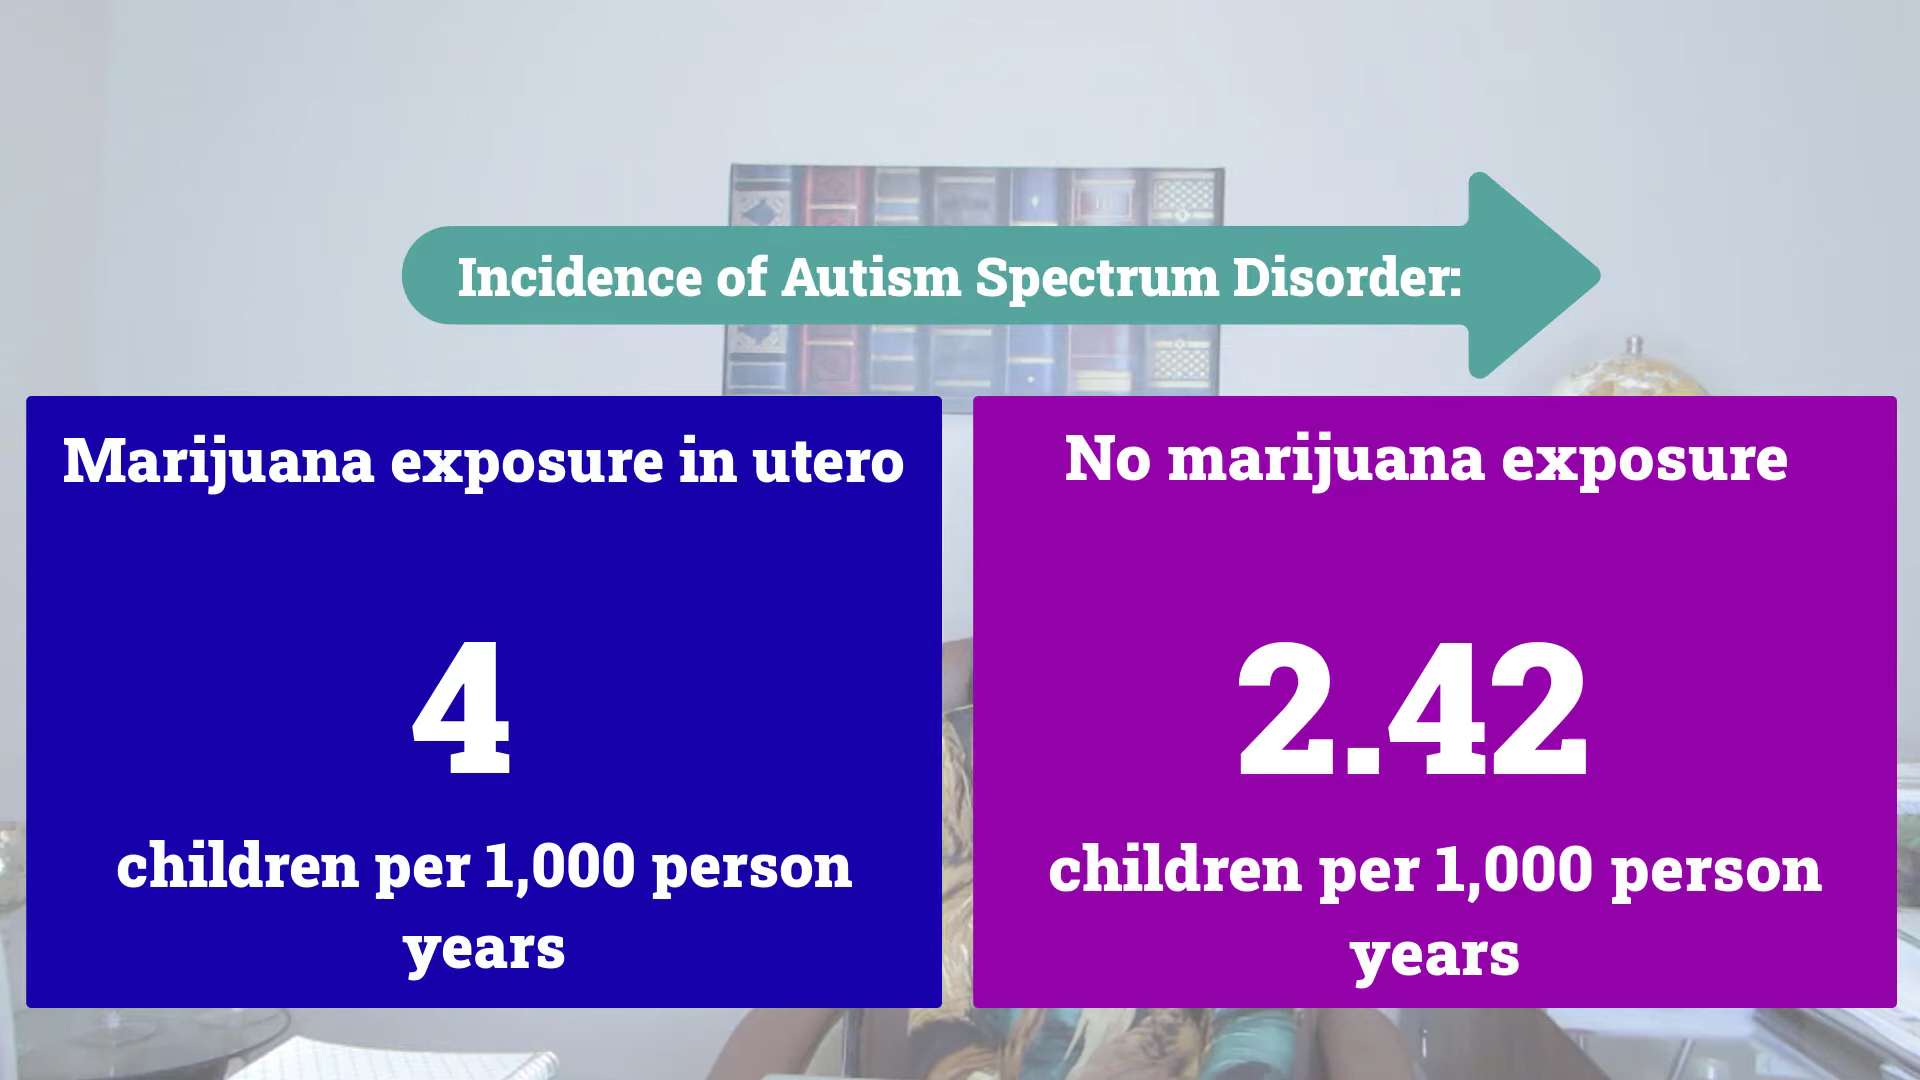 Incidence of Autism Spectrum Disorder:
Marijuana exposure in utero
4
children per 1,000 person
years
No marijuana exposure
2.42
children per 1,000 person
years